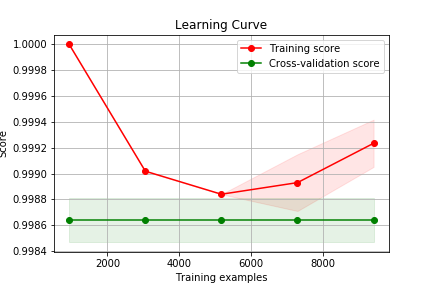 Learning Curve
Training score
Cross-validation score
1.0000
0.9998
0.9996
0.9994
0.9992
0.9990
0.9988
0.9986
0.9984
Score
2000
4000
6000
8000
Training examples